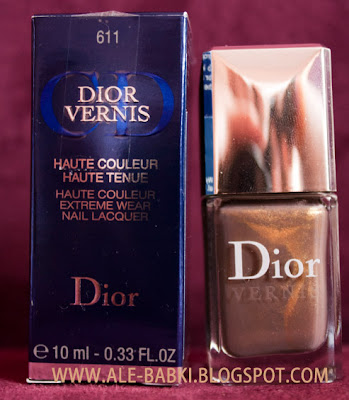 611
CD
DIOR
VERNIS
HAUTE COULEUR
HAUTE TENUE
HAUTE COULEUR
EXTREME WEAR
NAIL LACQUER
Dior
e 10 ml - 0.33 FL.OZ
Dior
VERNIS
WWW.ALE-BABKI.BLOGSPOT.COM